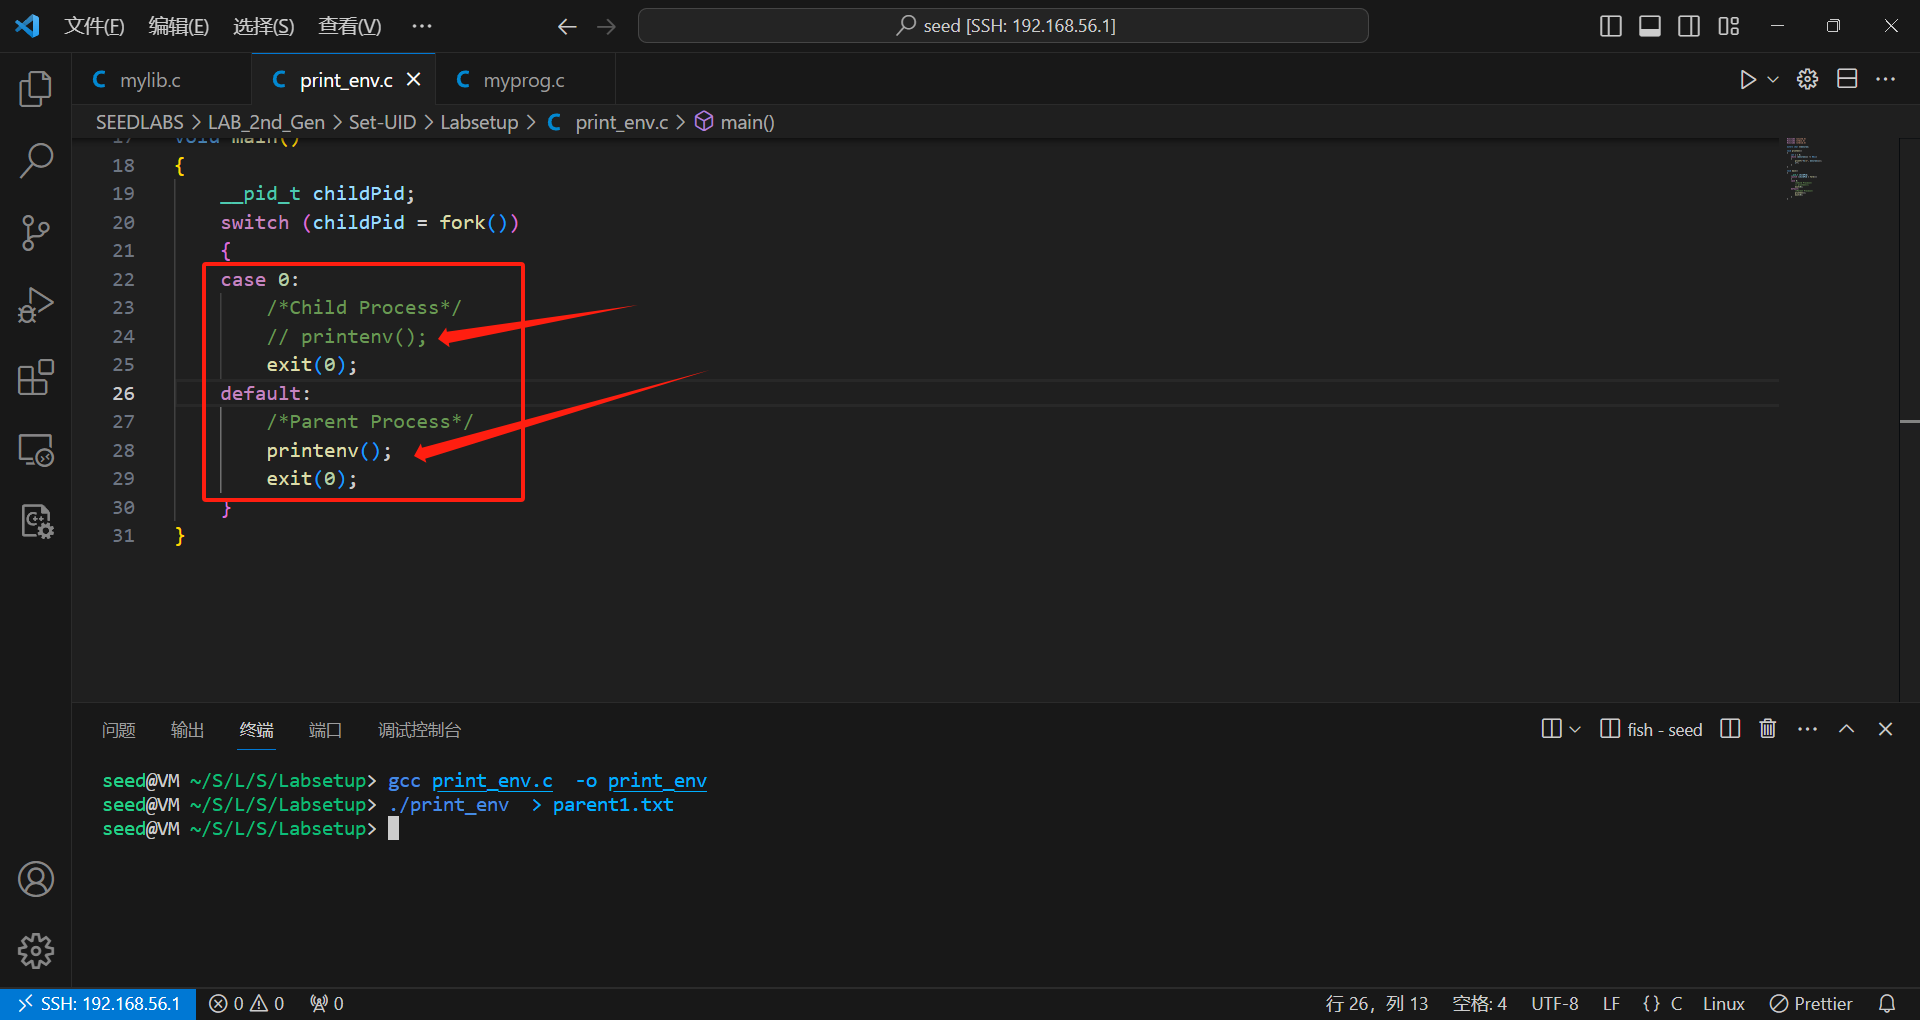 文件(F) 编辑(E) 选择(S) 查看(V) ··· seed [SSH: 192.168.56.1]
mylib.c print_env.c myprog.c
SEEDLABS > LAB_2nd_Gen > Set-UID > Labsetup > C print_env.c > main()
17 void main()
18 {
19 __pid_t childPid;
20 switch (childPid = fork())
21 {
22 case 0:
23 /*Child Process*/
24 // printenv();
25 exit(0);
26 default:
27 /*Parent Process*/
28 printenv();
29 exit(0);
30 }
31 }
问题 输出 终端 端口 调试控制台 fish - seed
seed@VM ~/S/L/S/Labsetup> gcc print_env.c -o print_env
seed@VM ~/S/L/S/Labsetup> ./print_env > parent1.txt
seed@VM ~/S/L/S/Labsetup>
SSH: 192.168.56.1 0 0 0 行 26，列 13 空格: 4 UTF-8 LF {} C Linux Prettier